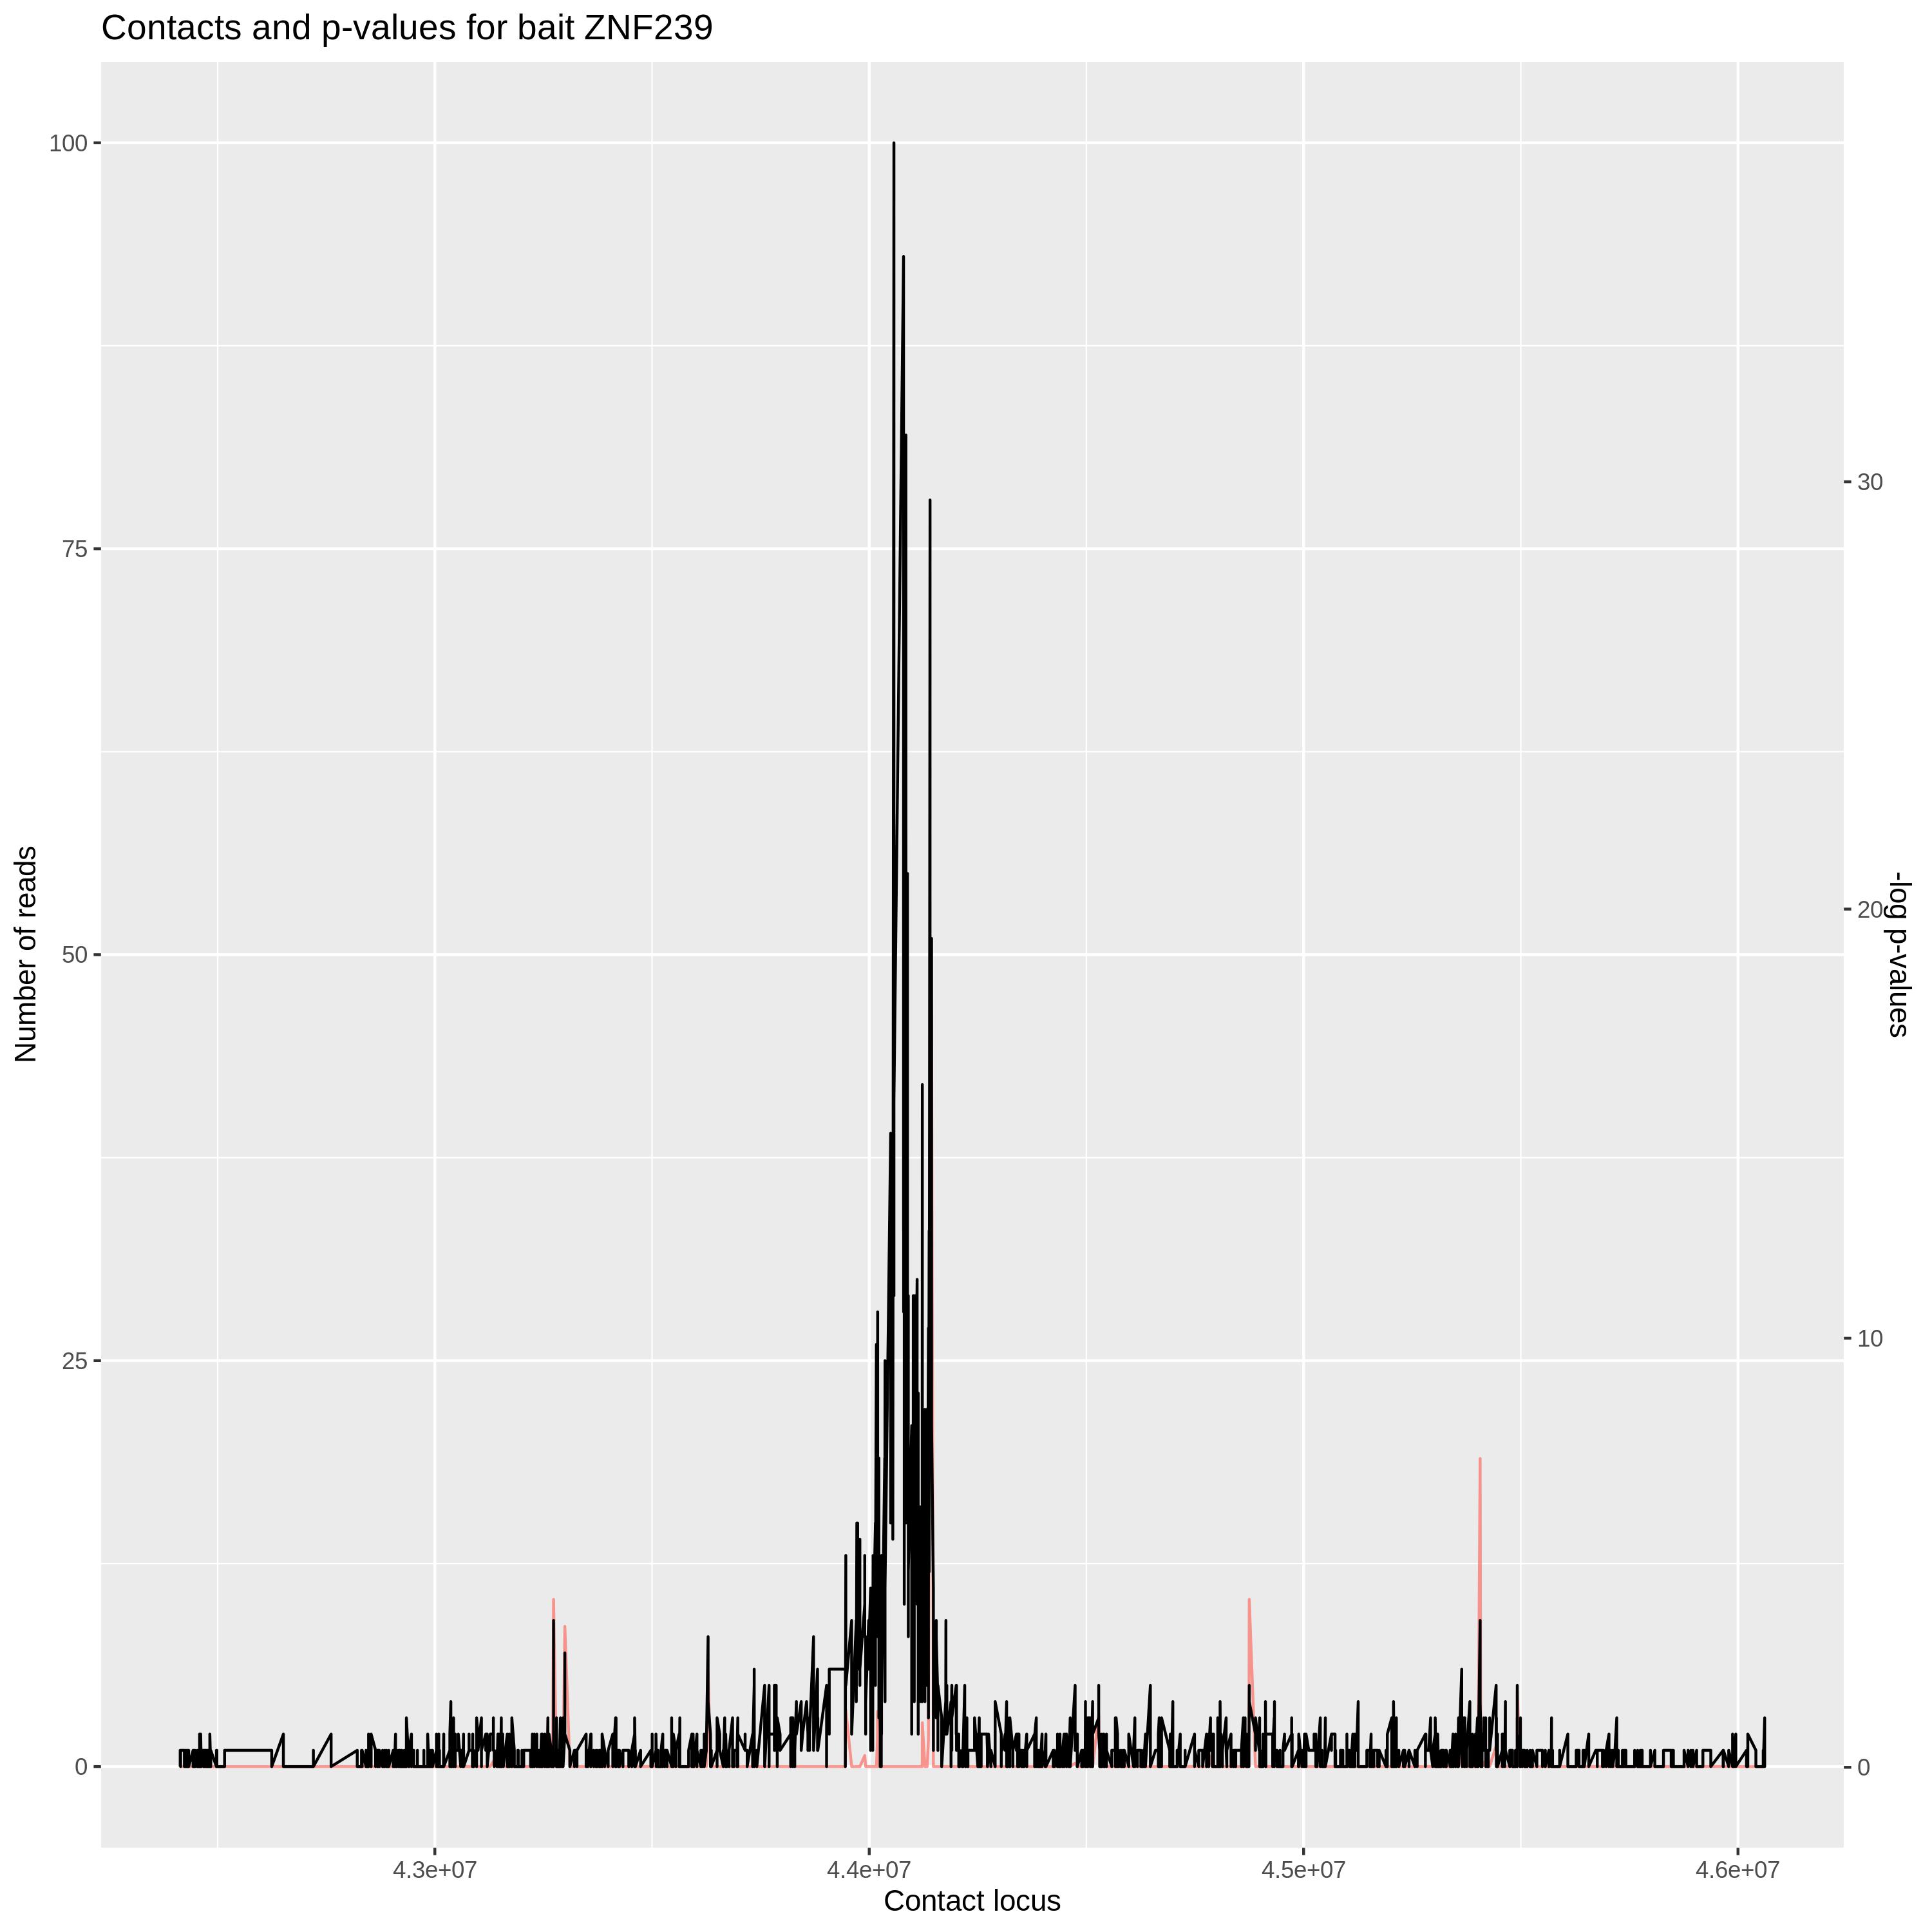 Contacts and p-values for bait ZNF239
100
75
50
25
0
Number of reads
30
20
10
0
-log p-values
4.3e+07
4.4e+07
4.5e+07
4.6e+07
Contact locus